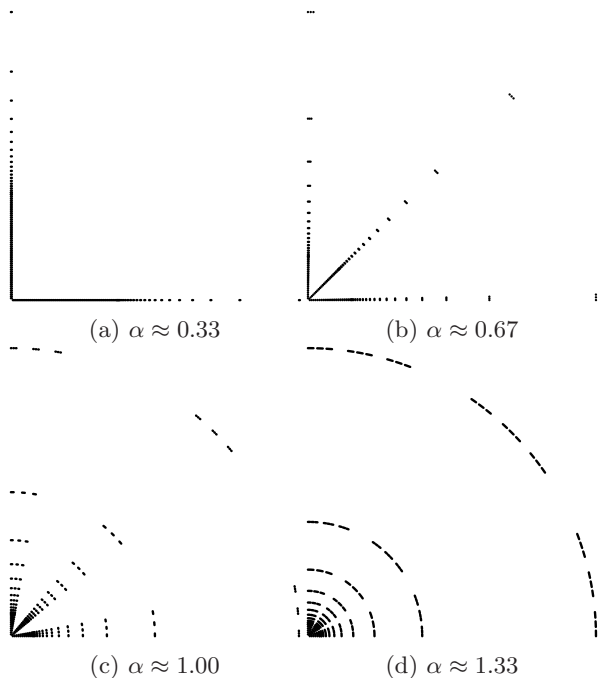 (a) α ≈ 0.33
(b) α ≈ 0.67
(c) α ≈ 1.00
(d) α ≈ 1.33